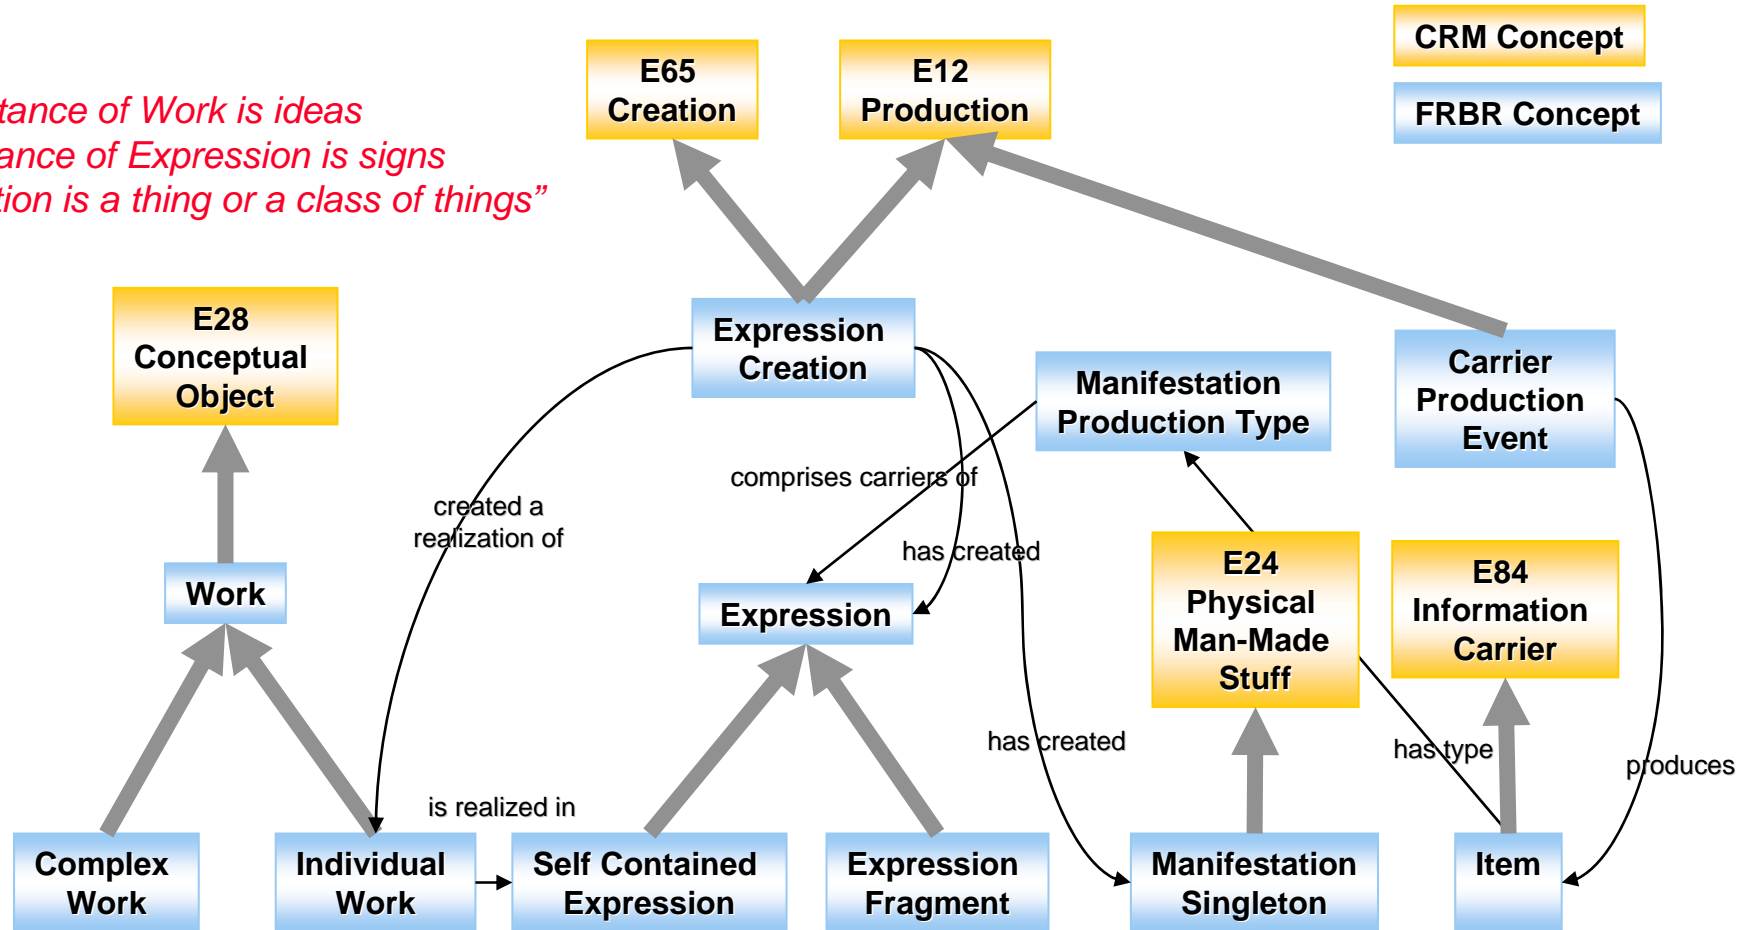 CRM Concept
FRBR Concept
E65
Creation
E12
Production
of Work is ideas
of Expression is signs
is a thing or a class of things”
E28
Conceptual
Object
Expression
Creation
Manifestation
Production Type
Carrier
Production
Event
comprises carriers of
created a
realization of
has created
E24
Physical
Man-Made
Stuff
E84
Information
Carrier
Work
Expression
has created
has type
produces
is realized in
Complex
Work
Individual
Work
Self Contained
Expression
Expression
Fragment
Manifestation
Singleton
Item